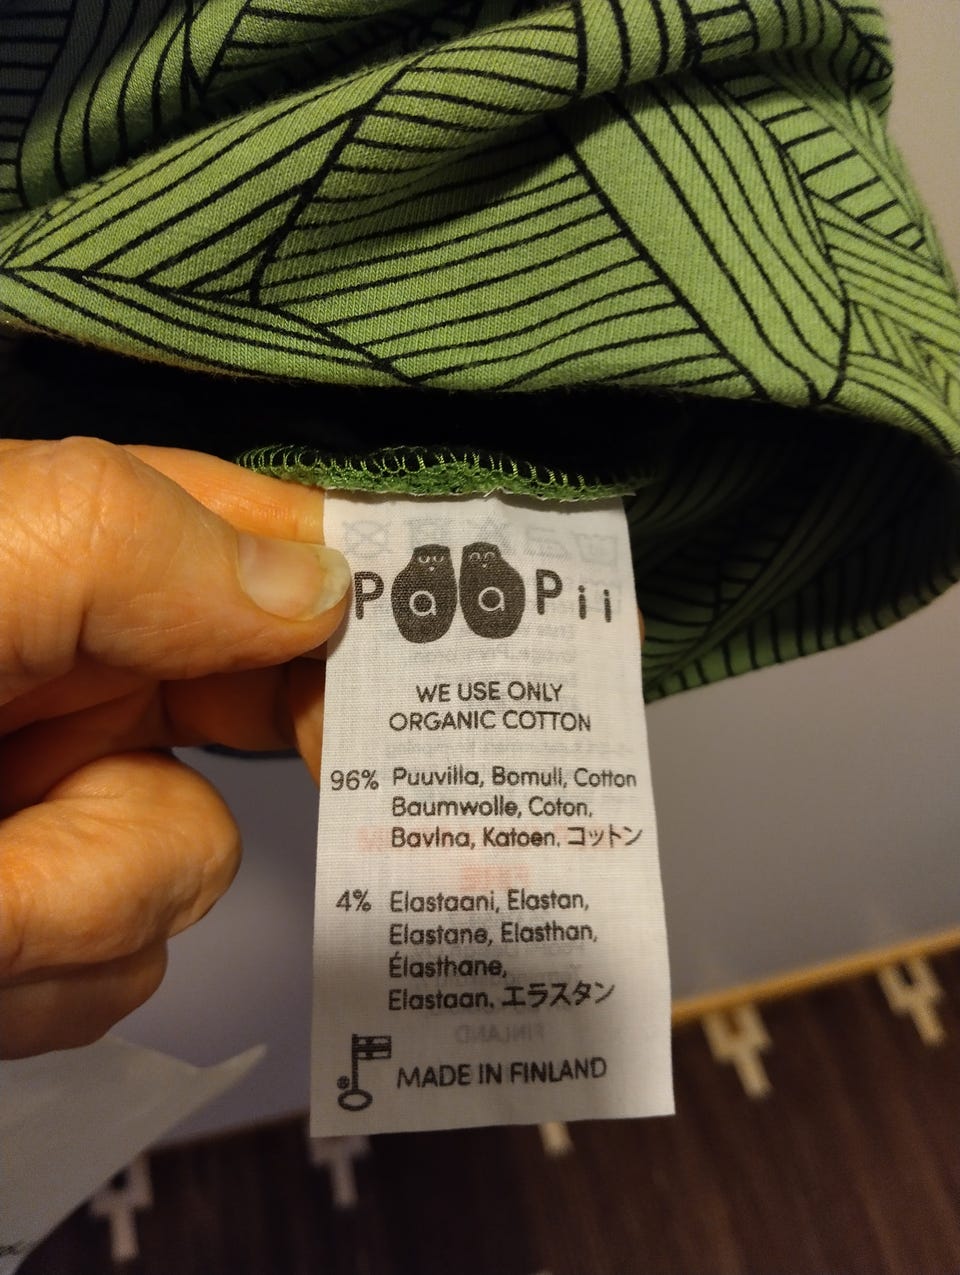 PaaPii
WE USE ONLY
ORGANIC COTTON
96% Puuvilla, Bomull, Cotton
Baumwolle, Coton,
Bavlna, Katoen, コットン
4% Elastaani, Elastan,
Elastane, Elasthan,
Élasthane,
Elastaan, エラスタン
MADE IN FINLAND